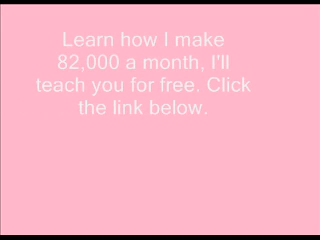 Learn how I make
82,000 a month, I'll
teach you for free. Click
the link below.